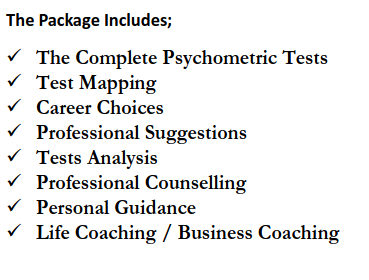 The Package Includes;
✓ The Complete Psychometric Tests
✓ Test Mapping
✓ Career Choices
✓ Professional Suggestions
✓ Tests Analysis
✓ Professional Counselling
✓ Personal Guidance
✓ Life Coaching / Business Coaching